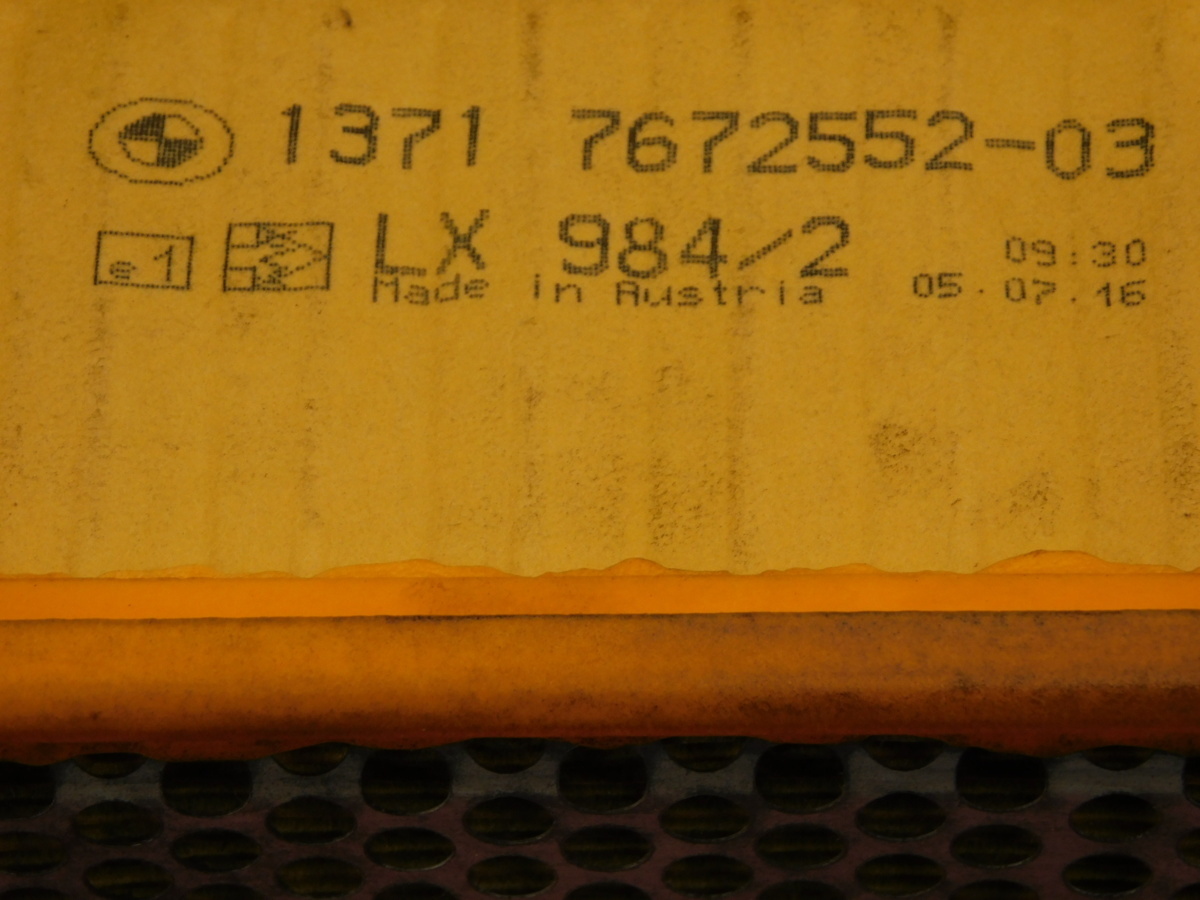 1371 7672552-03
e1 LX 984/2 09:30
Made in Austria 05.07.16